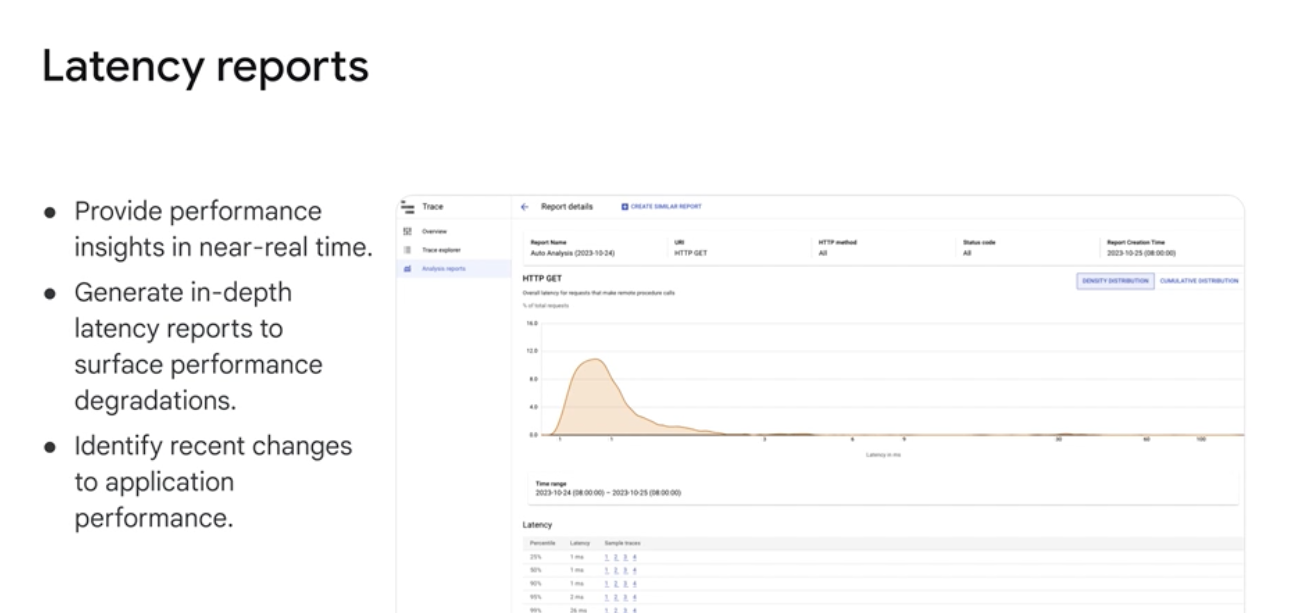 Latency reports
● Provide performance
insights in near-real time.
● Generate in-depth
latency reports to
surface performance
degradations.
● Identify recent changes
to application
performance.
Trace
Overview
Trace explorer
Analysis reports
← Report details CREATE SIMILAR REPORT
Report Name URI HTTP method Status code Report Creation Time
Auto Analysis (2023-10-24) HTTP GET All All 2023-10-25 (08:00:00)
HTTP GET
DENSITY DISTRIBUTION CUMULATIVE DISTRIBUTION
Overall latency for requests that make remote procedure calls
% of total requests
16.0
12.0
8.0
4.0
0.0
1 1 3 6 9 30 60 100
Latency in ms
Time range
2023-10-24 (08:00:00) – 2023-10-25 (08:00:00)
Latency
Percentile Latency Sample traces
25% 1 ms 1 2 3 4
50% 1 ms 1 2 3 4
90% 1 ms 1 2 3 4
95% 2 ms 1 2 3 4
99% 26 ms 1 2 3 4